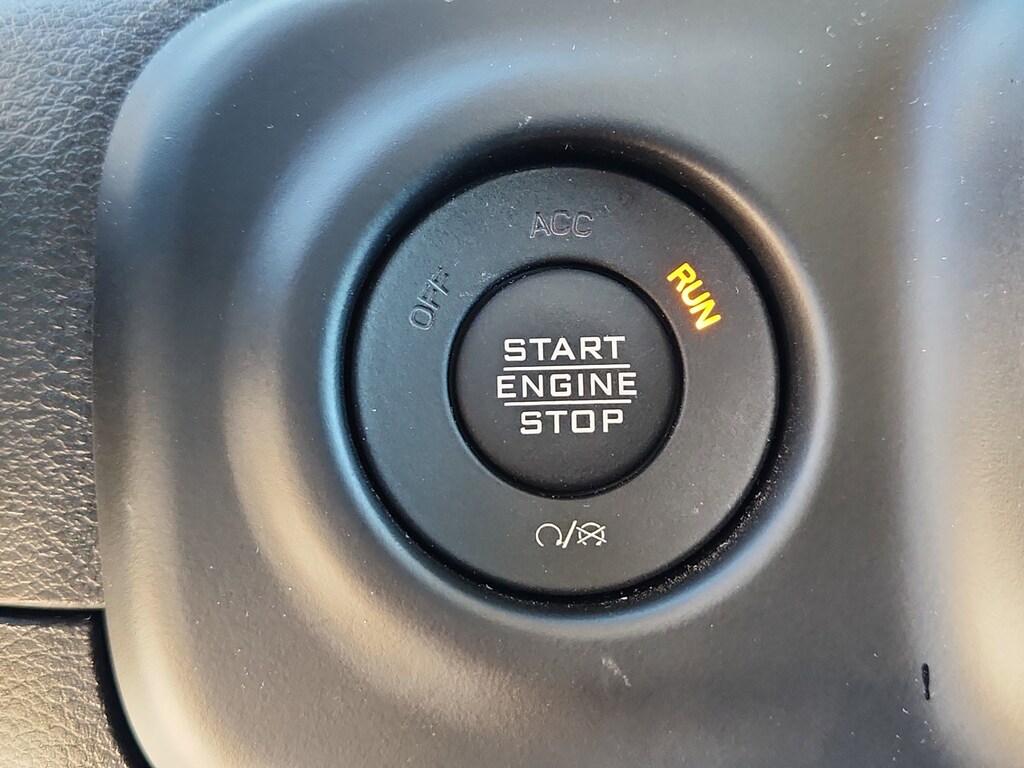 ACC
OFF
RUN
START
ENGINE
STOP